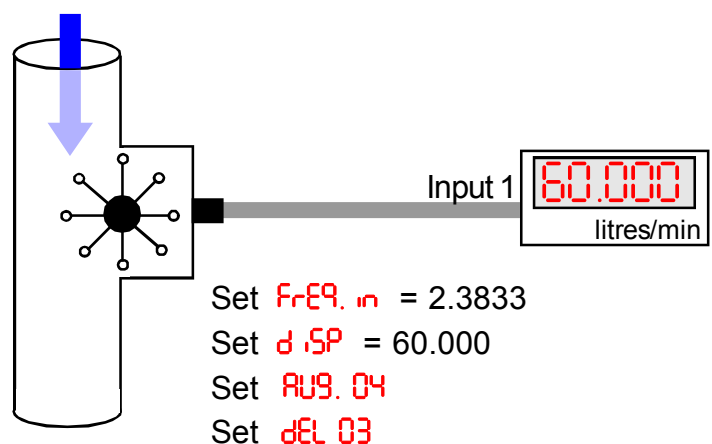 Input 1
60.000
litres/min
Set FrEq. in = 2.3833
Set diSP = 60.000
Set AUg. 04
Set dEL 03